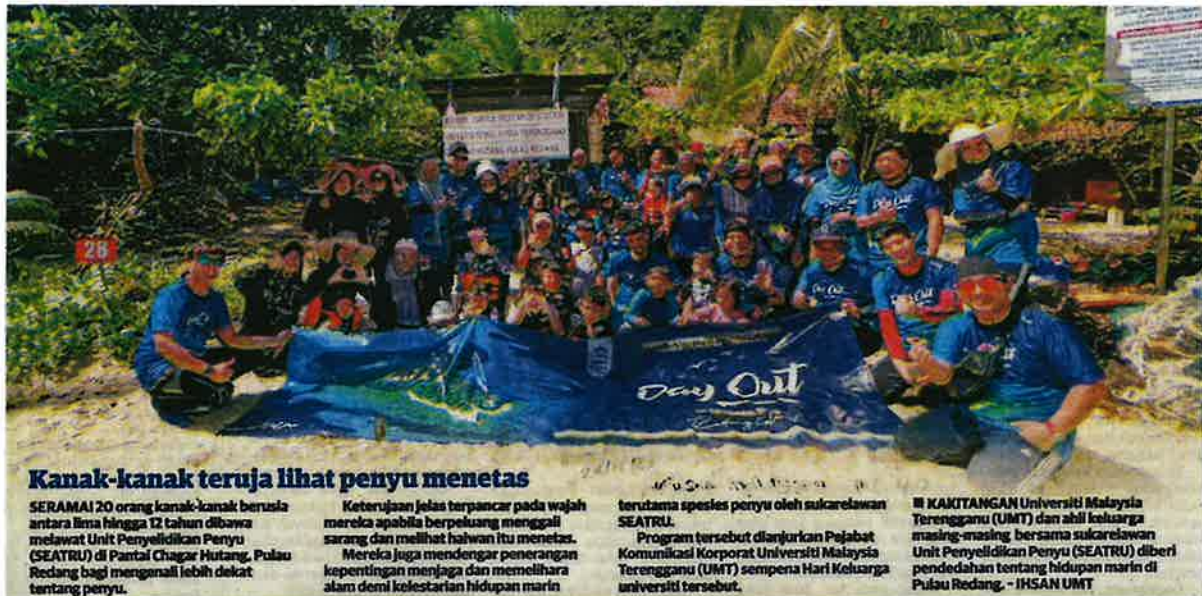 28
Day Out
Kanak-kanak teruja lihat penyu menetas
SERAMAI 20 orang kanak-kanak berusia
antara lima hingga 12 tahun dibawa
melawat Unit Penyelidikan Penyu
(SEATRU) di Pantai Chagar Hutang, Pulau
Redang bagi mengenali lebih dekat
tentang penyu.
Keterujaan jelas terpancar pada wajah
mereka apabila berpeluang menggali
sarang dan melihat haiwan itu menetas.
Mereka juga mendengar penerangan
kepentingan menjaga dan memelihara
alam demi kelestarian hidupan marin
terutama spesies penyu oleh sukarelawan
SEATRU.
Program tersebut dianjurkan Pejabat
Komunikasi Korporat Universiti Malaysia
Terengganu (UMT) sempena Hari Keluarga
universiti tersebut.
■ KAKITANGAN Universiti Malaysia
Terengganu (UMT) dan ahli keluarga
masing-masing bersama sukarelawan
Unit Penyelidikan Penyu (SEATRU) diberi
pendedahan tentang hidupan marin di
Pulau Redang. - IHSAN UMT